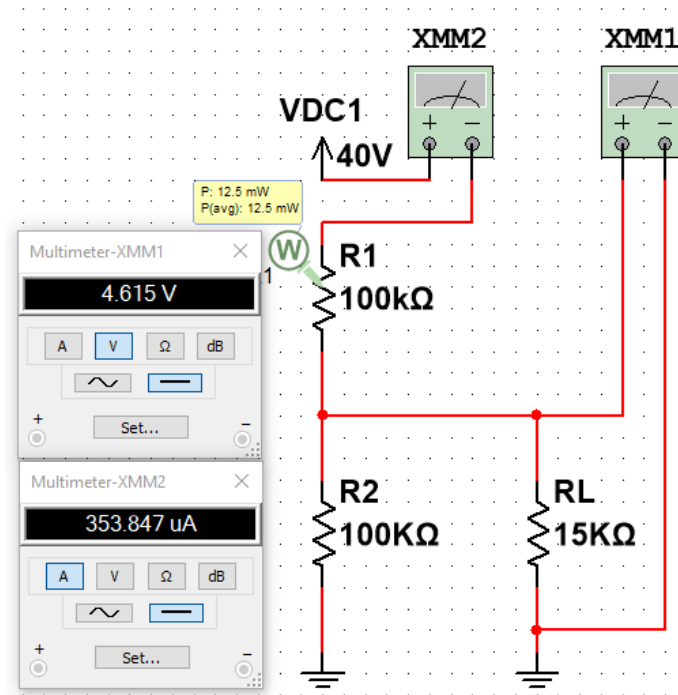 XMM2
XMM1
VDC1
40V
+ −
+ −
P: 12.5 mW
P(avg): 12.5 mW
W
R1
1
100kΩ
Multimeter-XMM1
4.615 V
A V Ω dB
+ −
Set...
Multimeter-XMM2
353.847 uA
A V Ω dB
+ −
Set...
R2
100KΩ
RL
15KΩ